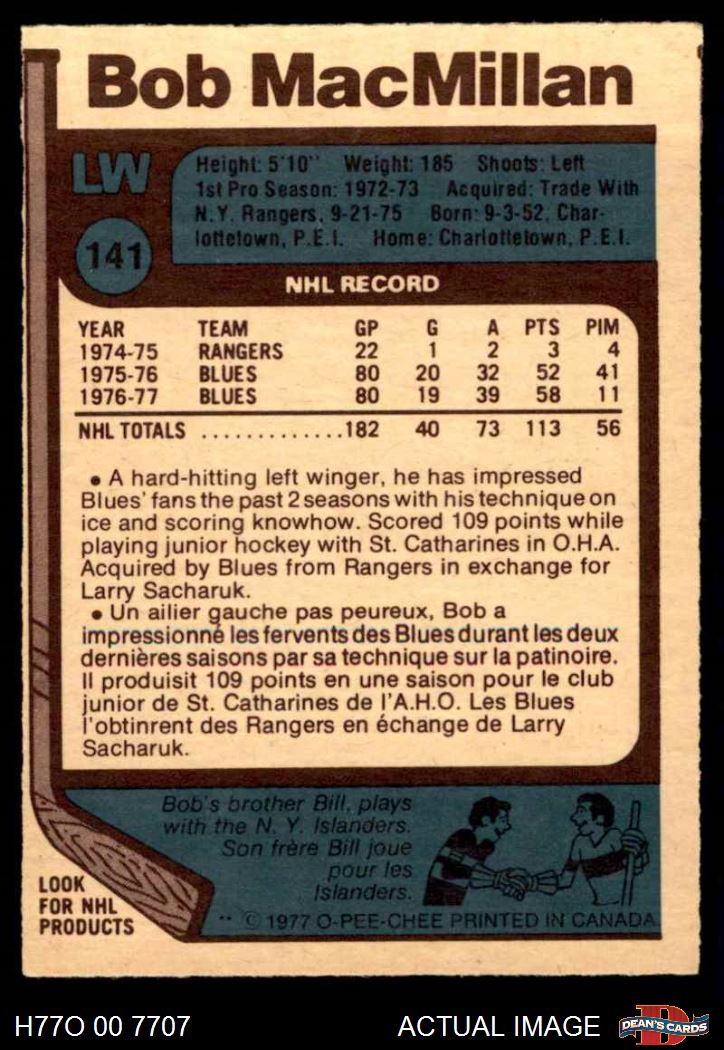 Bob MacMillan
LW
141
Height: 5'10" Weight: 185 Shoots: Left
1st Pro Season: 1972-73 Acquired: Trade With
N.Y. Rangers, 9-21-75 Born: 9-3-52, Char-
lottetown, P.E.I. Home: Charlottetown, P.E.I.
NHL RECORD
YEAR TEAM GP G A PTS PIM
1974-75 RANGERS 22 1 2 3 4
1975-76 BLUES 80 20 32 52 41
1976-77 BLUES 80 19 39 58 11
NHL TOTALS .............182 40 73 113 56
• A hard-hitting left winger, he has impressed
Blues' fans the past 2 seasons with his technique on
ice and scoring knowhow. Scored 109 points while
playing junior hockey with St. Catharines in O.H.A.
Acquired by Blues from Rangers in exchange for
Larry Sacharuk.
• Un ailier gauche pas peureux, Bob a
impressionné les fervents des Blues durant les deux
dernières saisons par sa technique sur la patinoire.
Il produisit 109 points en une saison pour le club
junior de St. Catharines de l'A.H.O. Les Blues
l'obtinrent des Rangers en échange de Larry
Sacharuk.
Bob's brother Bill, plays
with the N. Y. Islanders.
Son frère Bill joue
pour les
Islanders.
LOOK
FOR NHL
PRODUCTS
** © 1977 O-PEE-CHEE PRINTED IN CANADA
H77O 00 7707
ACTUAL IMAGE
D
DEAN'S CARDS